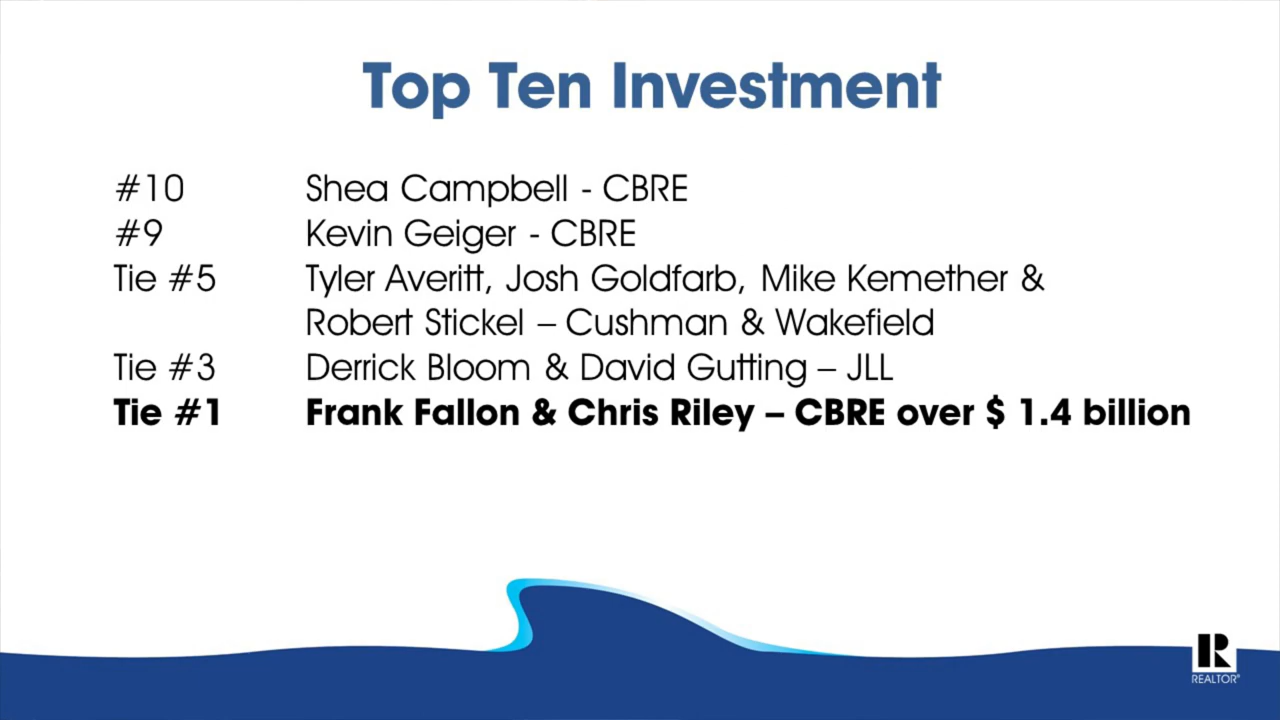 Top Ten Investment
#10 Shea Campbell - CBRE
#9 Kevin Geiger - CBRE
Tie #5 Tyler Averitt, Josh Goldfarb, Mike Kemether &
Robert Stickel – Cushman & Wakefield
Tie #3 Derrick Bloom & David Gutting – JLL
Tie #1 Frank Fallon & Chris Riley – CBRE over $ 1.4 billion
R
REALTOR®